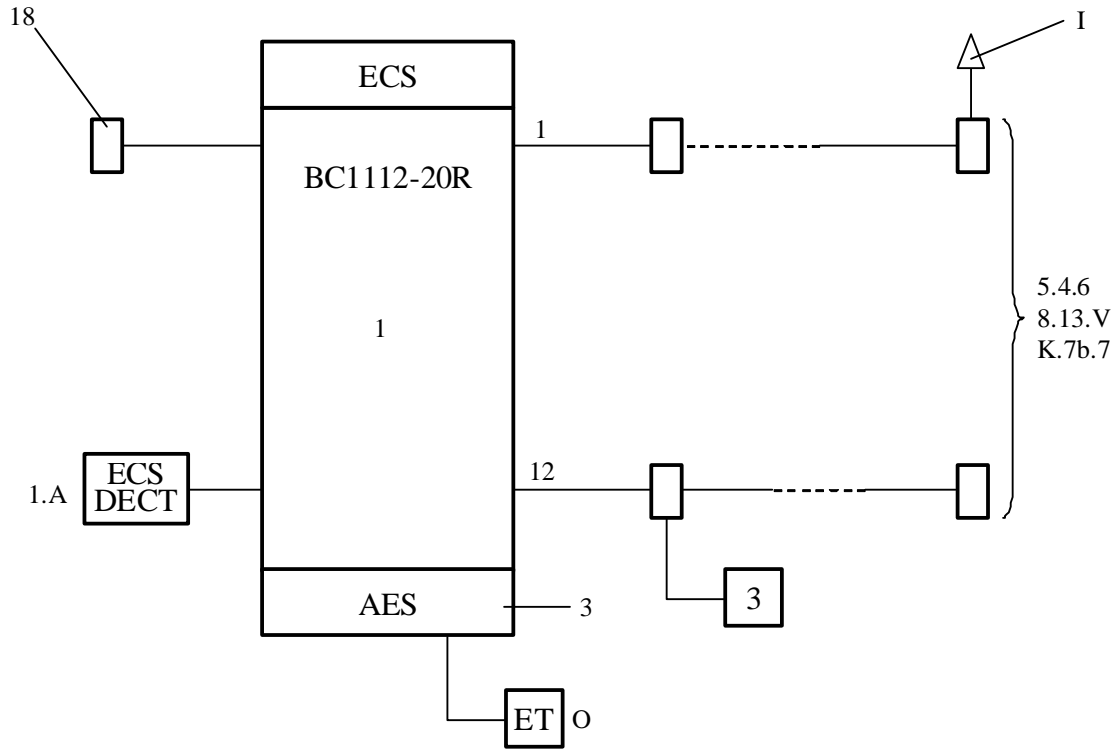 18
I
ECS
1
BC1112-20R
1
5.4.6
8.13.V
K.7b.7
12
1.A
ECS
DECT
AES
3
3
ET
O